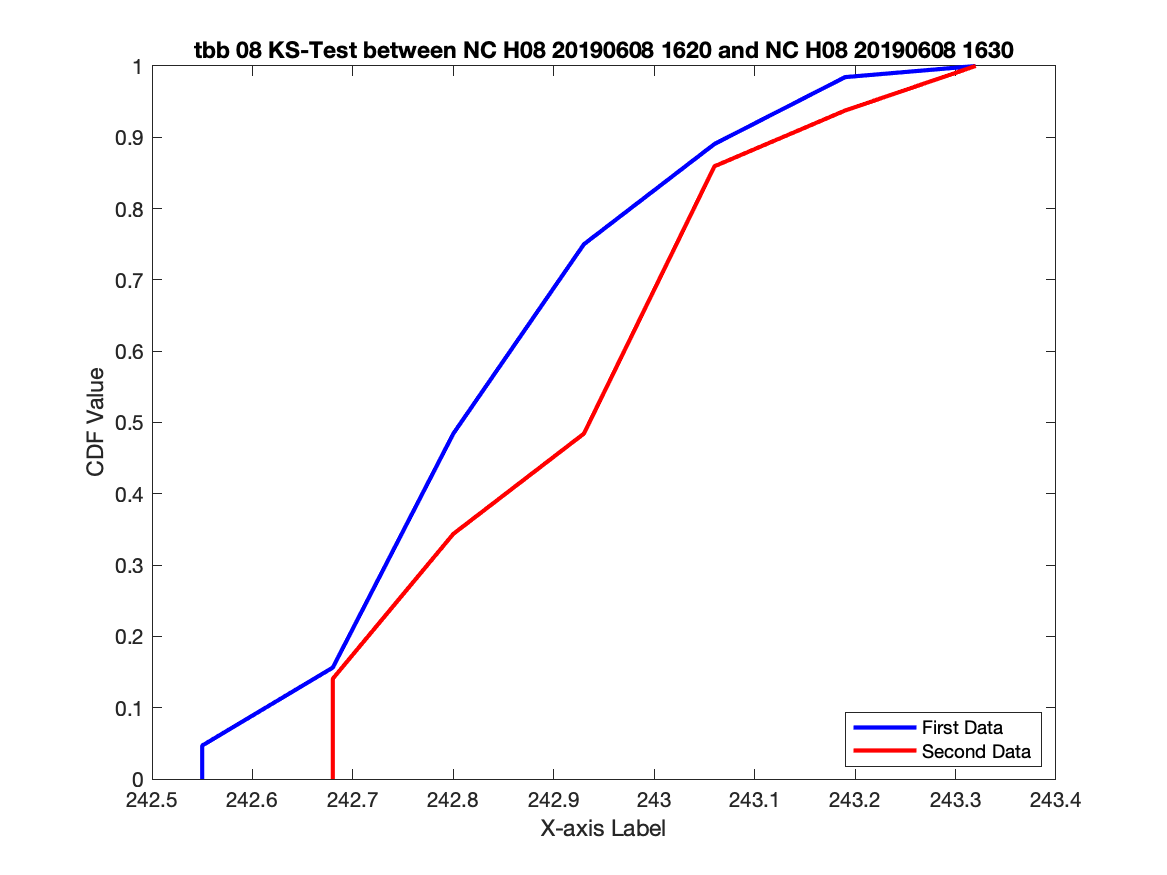 tbb 08 KS-Test between NC H08 20190608 1620 and NC H08 20190608 1630
1
0.9
0.8
0.7
0.6
0.5
0.4
0.3
0.2
0.1
0
CDF Value
First Data
Second Data
242.5 242.6 242.7 242.8 242.9 243 243.1 243.2 243.3 243.4
X-axis Label